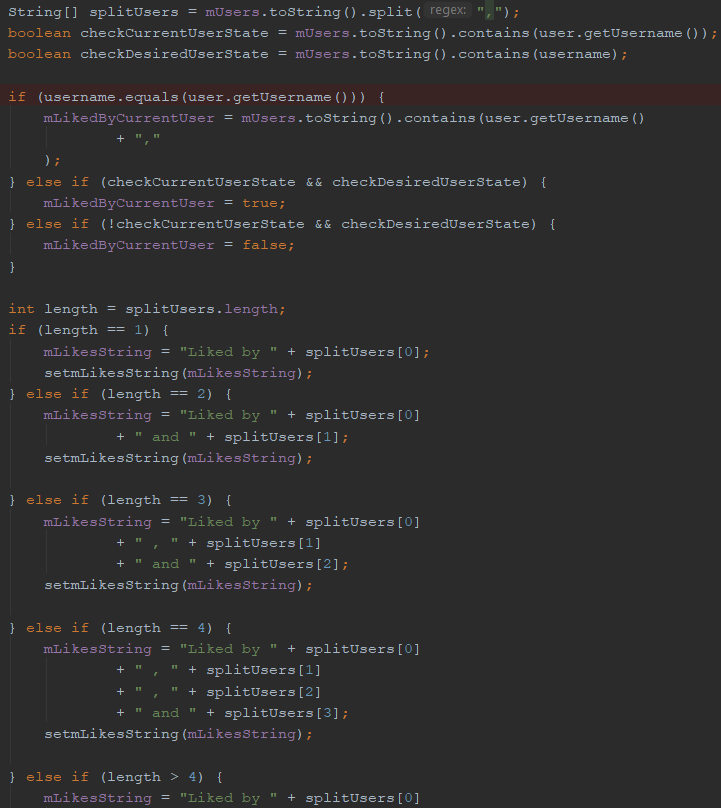 String[] splitUsers = mUsers.toString().split( regex: ",");
boolean checkCurrentUserState = mUsers.toString().contains(user.getUsername());
boolean checkDesiredUserState = mUsers.toString().contains(username);
if (username.equals(user.getUsername())) {
mLikedByCurrentUser = mUsers.toString().contains(user.getUsername()
+ ","
);
} else if (checkCurrentUserState && checkDesiredUserState) {
mLikedByCurrentUser = true;
} else if (!checkCurrentUserState && checkDesiredUserState) {
mLikedByCurrentUser = false;
}
int length = splitUsers.length;
if (length == 1) {
mLikesString = "Liked by " + splitUsers[0];
setmLikesString(mLikesString);
} else if (length == 2) {
mLikesString = "Liked by " + splitUsers[0]
+ " and " + splitUsers[1];
setmLikesString(mLikesString);
} else if (length == 3) {
mLikesString = "Liked by " + splitUsers[0]
+ " , " + splitUsers[1]
+ " and " + splitUsers[2];
setmLikesString(mLikesString);
} else if (length == 4) {
mLikesString = "Liked by " + splitUsers[0]
+ " , " + splitUsers[1]
+ " , " + splitUsers[2]
+ " and " + splitUsers[3];
setmLikesString(mLikesString);
} else if (length > 4) {
mLikesString = "Liked by " + splitUsers[0]